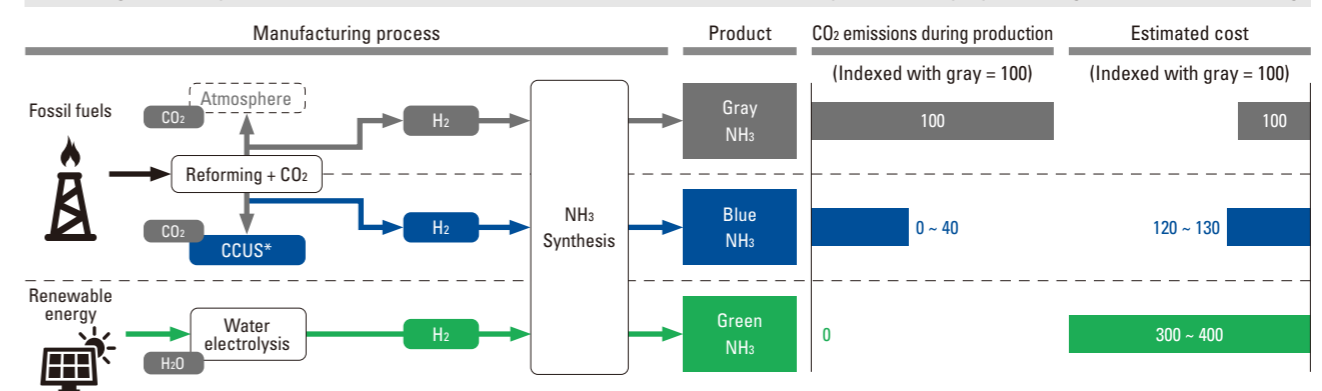 Manufacturing process
Product
CO2 emissions during production
Estimated cost
(Indexed with gray = 100)
(Indexed with gray = 100)
Fossil fuels
CO2
Atmosphere
H2
Gray
NH3
100
100
Reforming + CO2
CO2
CCUS*
H2
NH3
Synthesis
Blue
NH3
0 ~ 40
120 ~ 130
Renewable
energy
Water
electrolysis
H2O
H2
Green
NH3
0
300 ~ 400